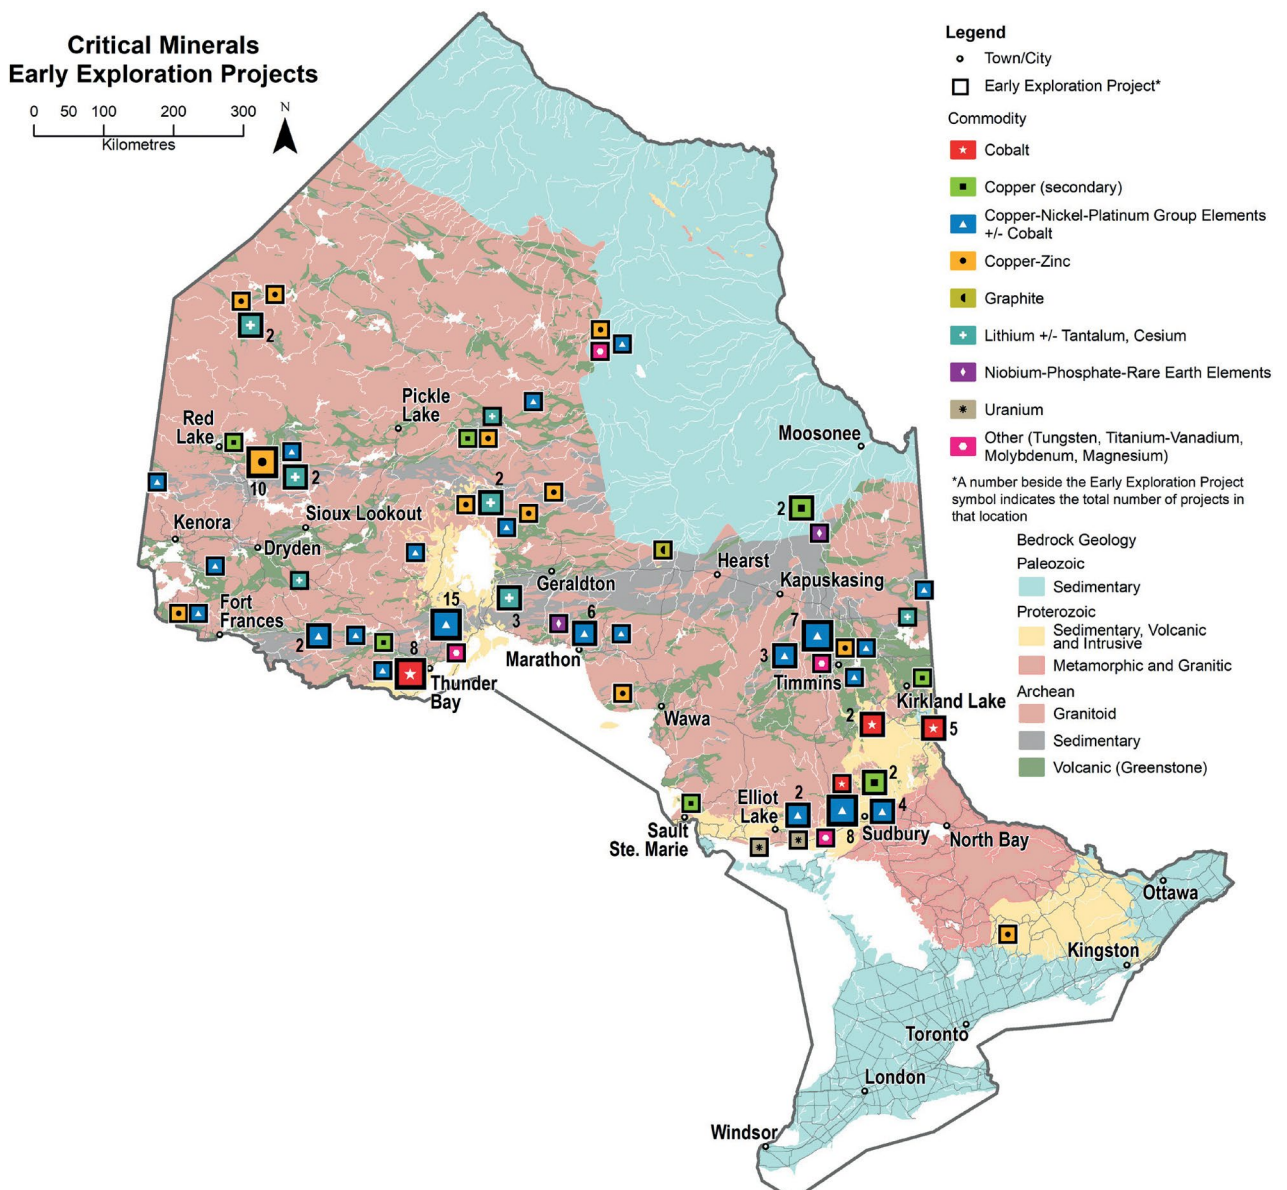 Critical Minerals
Early Exploration Projects
0 50 100 200 300
Kilometres
N
Legend
Town/City
Early Exploration Project*
Commodity
Cobalt
Copper (secondary)
Copper-Nickel-Platinum Group Elements
+/- Cobalt
Copper-Zinc
Graphite
Lithium +/- Tantalum, Cesium
Niobium-Phosphate-Rare Earth Elements
Uranium
Other (Tungsten, Titanium-Vanadium,
Molybdenum, Magnesium)
*A number beside the Early Exploration Project
symbol indicates the total number of projects in
that location
Bedrock Geology
Paleozoic
Sedimentary
Proterozoic
Sedimentary, Volcanic
and Intrusive
Metamorphic and Granitic
Archean
Granitoid
Sedimentary
Volcanic (Greenstone)
2
Pickle
Lake
Red
Lake
Moosonee
10
2
2
2
Kenora
Sioux Lookout
Dryden
Geraldton
Hearst
Kapuskasing
Fort
Frances
15
3
6
7
2
8
Marathon
3
Timmins
Thunder
Bay
Kirkland Lake
Wawa
2
5
2
2
Elliot
Lake
4
Sault
Ste. Marie
8
Sudbury
North Bay
Ottawa
Kingston
Toronto
London
Windsor